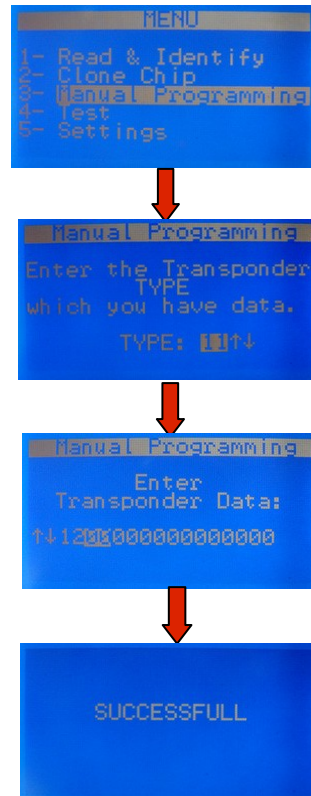 MENU
1- Read & Identify
2- Clone Chip
3- Manual Programming
4- Test
5- Settings
Manual Programming
Enter the Transponder
TYPE
which you have data.
TYPE: 11↑↓
Manual Programming
Enter
Transponder Data:
↑↓1200000000000000
SUCCESSFULL